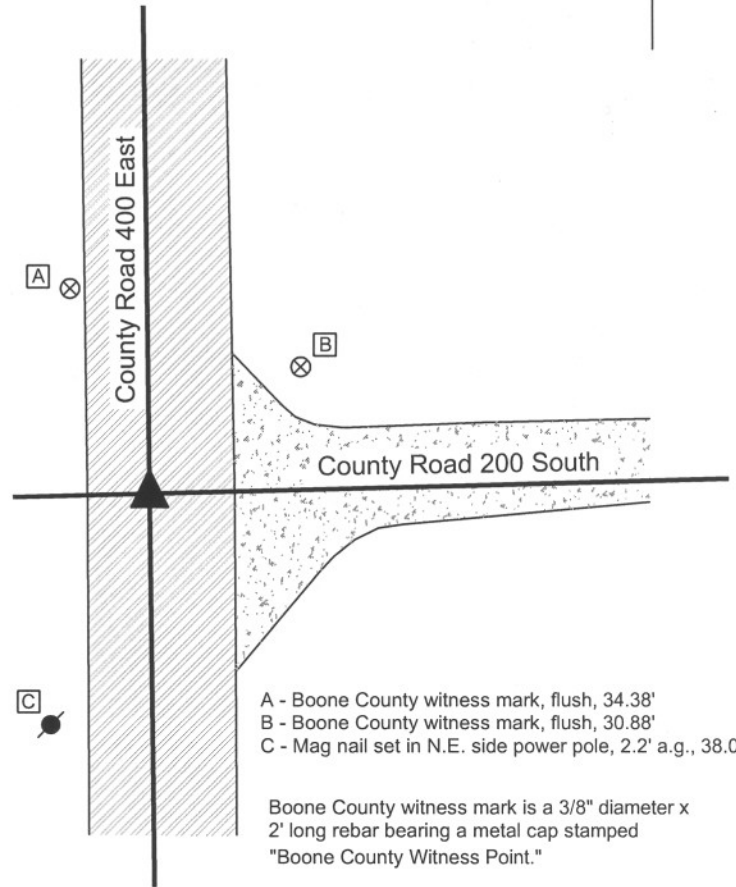 County Road 400 East
A
B
County Road 200 South
C
A - Boone County witness mark, flush, 34.38'
B - Boone County witness mark, flush, 30.88'
C - Mag nail set in N.E. side power pole, 2.2' a.g., 38.0
Boone County witness mark is a 3/8" diameter x
2' long rebar bearing a metal cap stamped
"Boone County Witness Point."